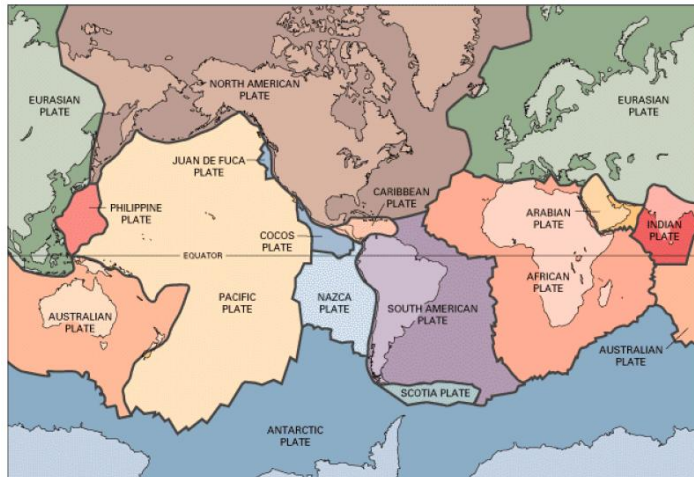 NORTH AMERICAN
PLATE
EURASIAN
PLATE
EURASIAN
PLATE
JUAN DE FUCA
PLATE
CARIBBEAN
PLATE
PHILIPPINE
PLATE
ARABIAN
PLATE
INDIAN
PLATE
COCOS
PLATE
EQUATOR
AFRICAN
PLATE
PACIFIC
PLATE
NAZCA
PLATE
SOUTH AMERICAN
PLATE
AUSTRALIAN
PLATE
AUSTRALIAN
PLATE
SCOTIA PLATE
ANTARCTIC
PLATE